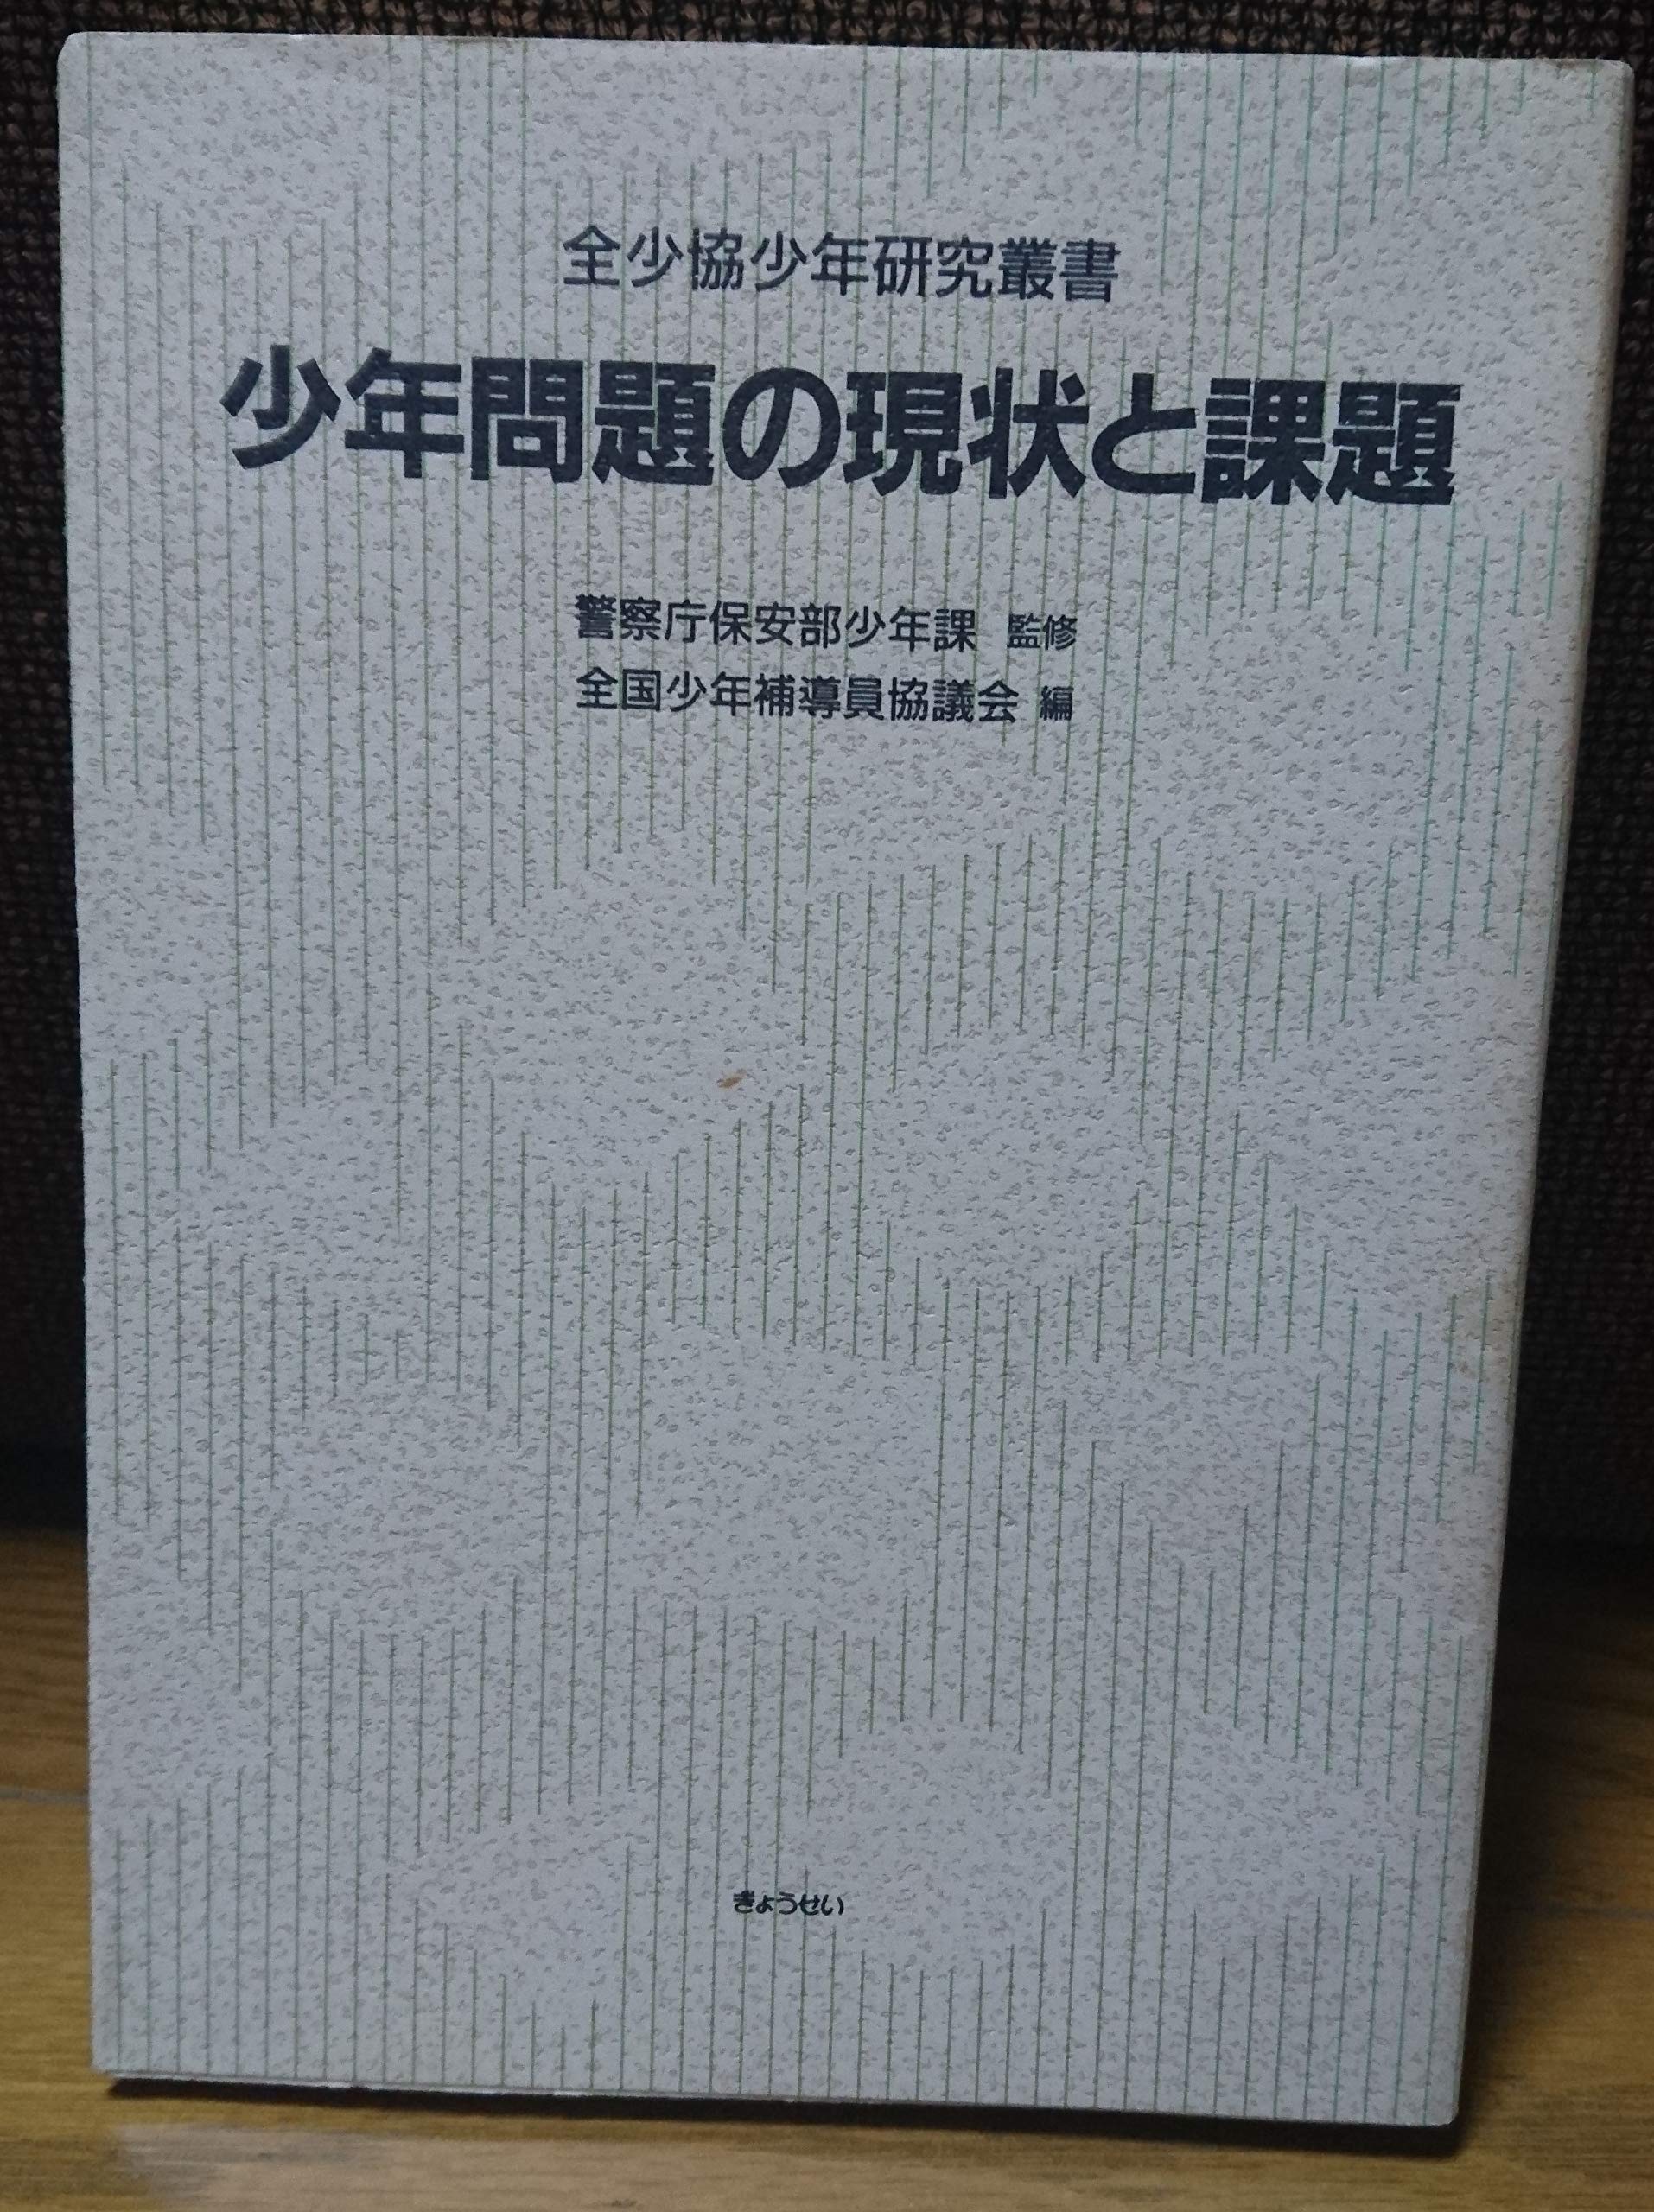 全少協少年研究叢書
少年問題の現状と課題
警察庁保安部少年課 監修
全国少年補導員協議会 編
ぎょうせい